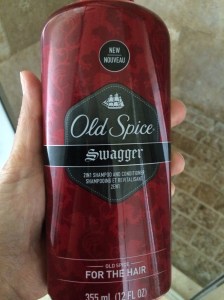 NEW
NOUVEAU
Old Spice
Swagger
2IN1 SHAMPOO AND CONDITIONER
SHAMPOOING ET REVITALISANT
2EN1
OLD SPICE
FOR THE HAIR
355 mL (12 FL OZ)